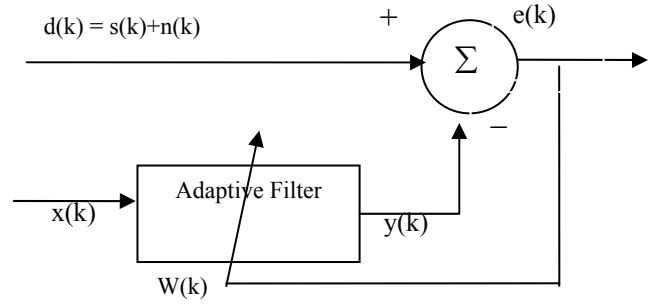 d(k) = s(k)+n(k)
+
e(k)
Σ
−
Adaptive Filter
x(k)
y(k)
W(k)